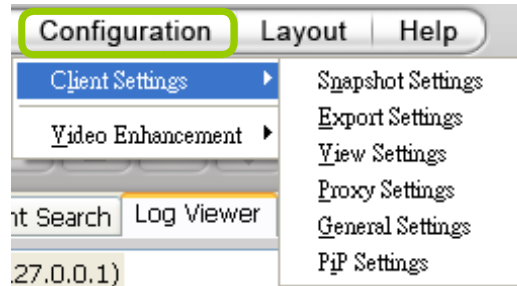 Configuration Layout Help
Client Settings
Video Enhancement
Snapshot Settings
Export Settings
View Settings
Proxy Settings
General Settings
PiP Settings
nt Search Log Viewer
.27.0.0.1)